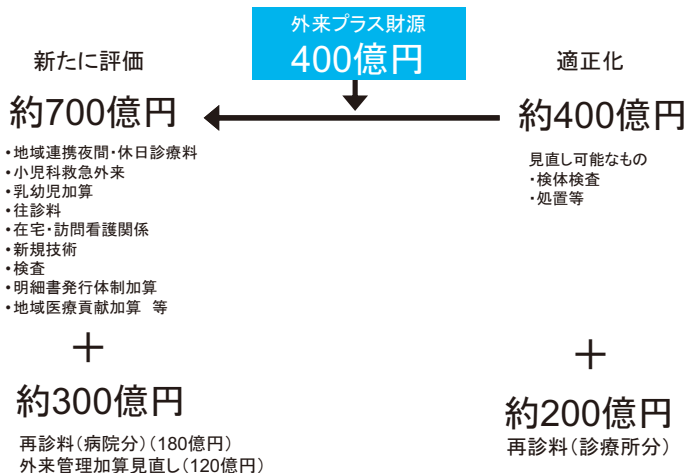 外来プラス財源
400億円
新たに評価
約700億円
・地域連携夜間・休日診療料
・小児科救急外来
・乳幼児加算
・往診料
・在宅・訪問看護関係
・新規技術
・検査
・明細書発行体制加算
・地域医療貢献加算 等
＋
約300億円
再診料(病院分)(180億円)
外来管理加算見直し(120億円)
適正化
約400億円
見直し可能なもの
・検体検査
・処置等
＋
約200億円
再診料(診療所分)